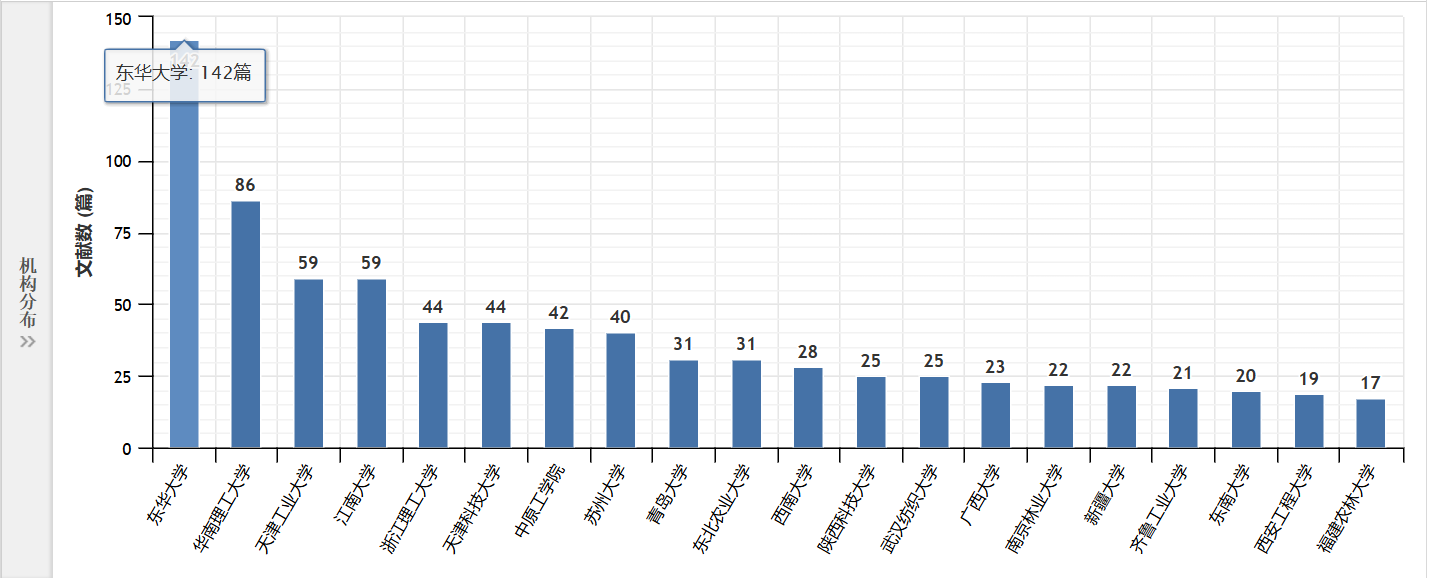 机构分布
文献数 (篇)
150
125
100
75
50
25
0
142
东华大学: 142篇
86
59
59
44
44
42
40
31
31
28
25
25
23
22
22
21
20
19
17
东华大学
华南理工大学
天津工业大学
江南大学
浙江理工大学
天津科技大学
中原工学院
苏州大学
青岛大学
东北农业大学
西南大学
陕西科技大学
武汉纺织大学
广西大学
南京林业大学
新疆大学
齐鲁工业大学
东南大学
西安工程大学
福建农林大学